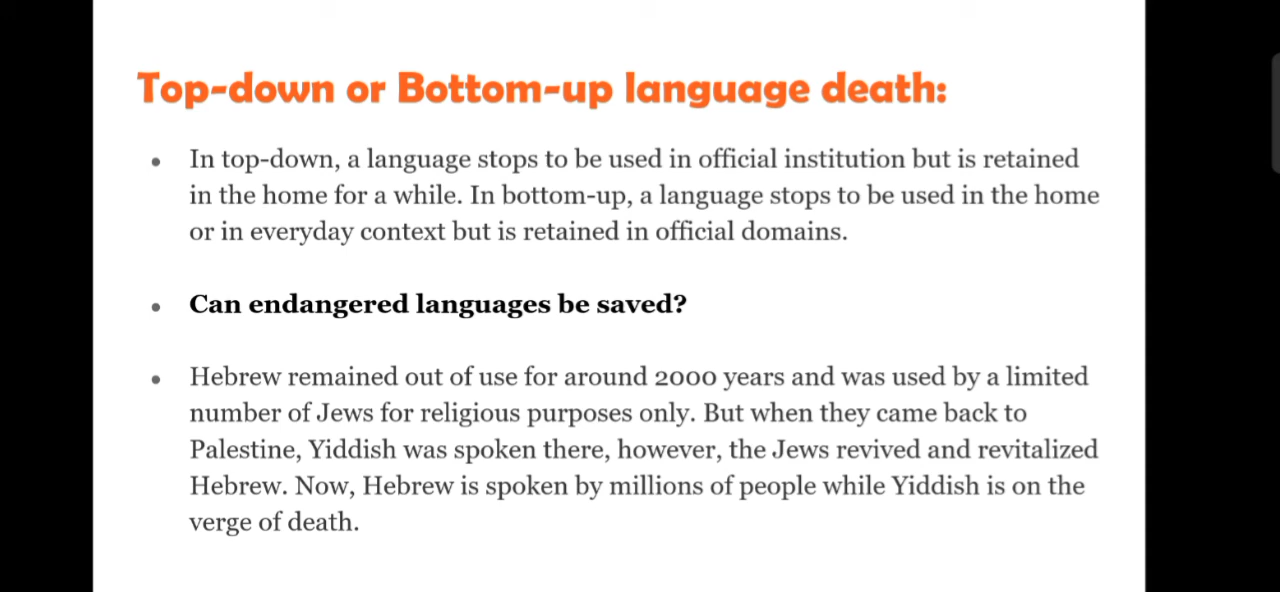 Top-down or Bottom-up language death:
• In top-down, a language stops to be used in official institution but is retained
in the home for a while. In bottom-up, a language stops to be used in the home
or in everyday context but is retained in official domains.
• Can endangered languages be saved?
• Hebrew remained out of use for around 2000 years and was used by a limited
number of Jews for religious purposes only. But when they came back to
Palestine, Yiddish was spoken there, however, the Jews revived and revitalized
Hebrew. Now, Hebrew is spoken by millions of people while Yiddish is on the
verge of death.